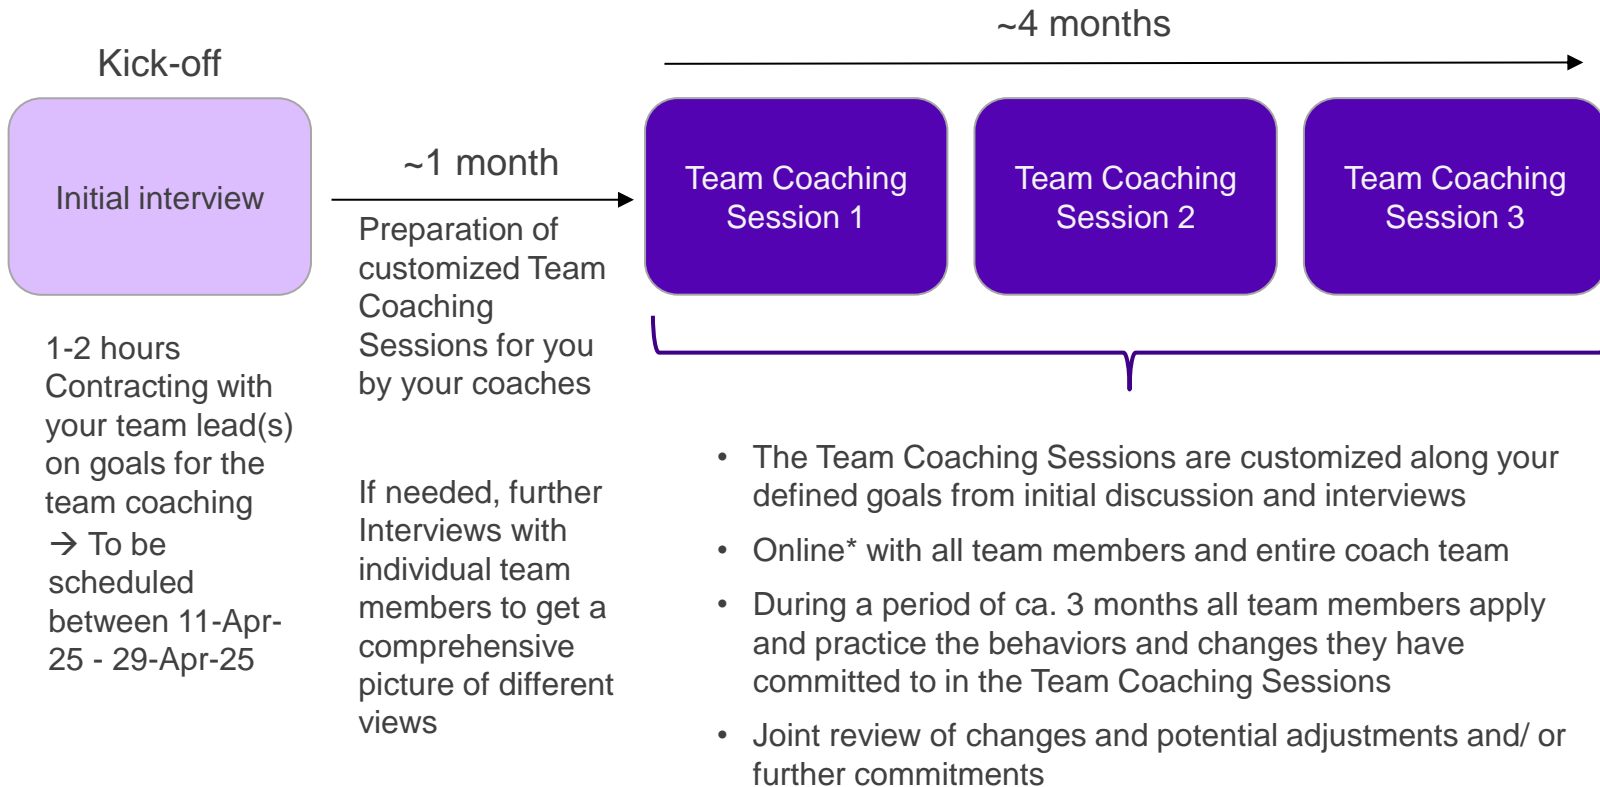 Kick-off
Initial interview
1-2 hours
Contracting with
your team lead(s)
on goals for the
team coaching
→ To be
scheduled
between 11-Apr-
25 - 29-Apr-25
~1 month
Preparation of
customized Team
Coaching
Sessions for you
by your coaches
If needed, further
Interviews with
individual team
members to get a
comprehensive
picture of different
views
~4 months
Team Coaching
Session 1
Team Coaching
Session 2
Team Coaching
Session 3
• The Team Coaching Sessions are customized along your
defined goals from initial discussion and interviews
• Online* with all team members and entire coach team
• During a period of ca. 3 months all team members apply
and practice the behaviors and changes they have
committed to in the Team Coaching Sessions
• Joint review of changes and potential adjustments and/ or
further commitments